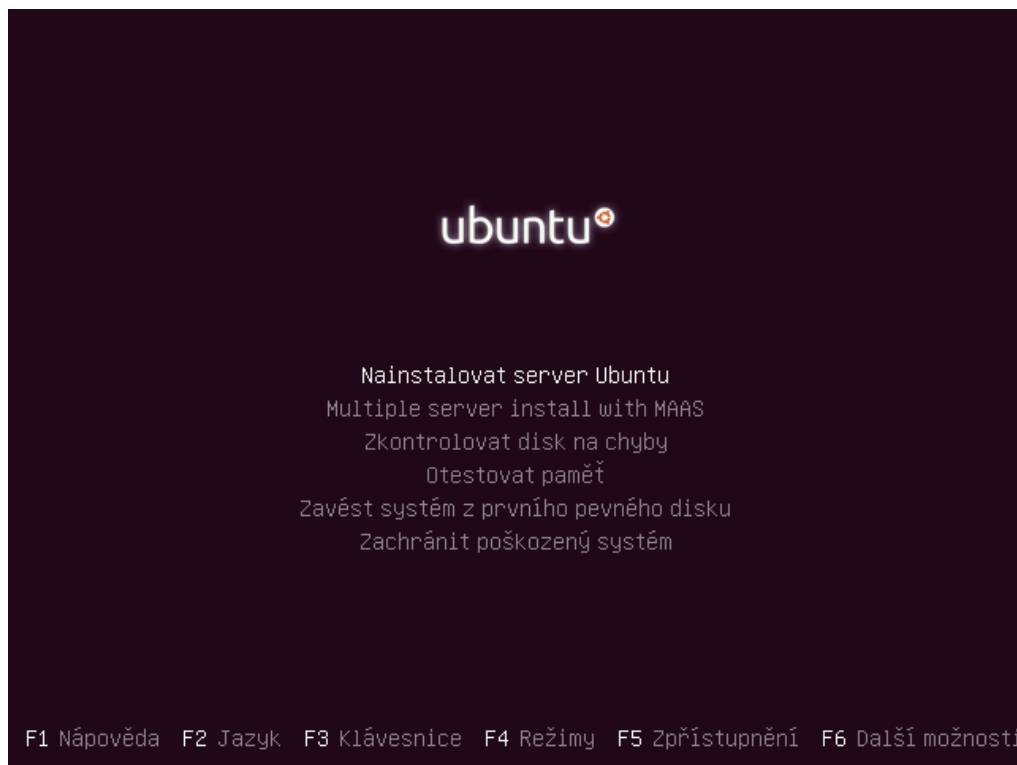 ubuntu
Nainstalovat server Ubuntu
Multiple server install with MAAS
Zkontrolovat disk na chyby
Otestovat paměť
Zavést systém z prvního pevného disku
Zachránit poškozený systém
F1 Nápověda F2 Jazyk F3 Klávesnice F4 Režimy F5 Zpřístupnění F6 Další možnosti